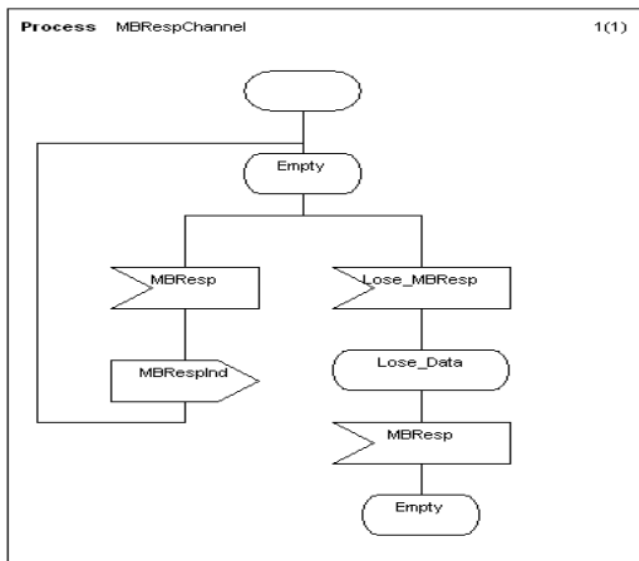 Process MBRespChannel 1(1)
Empty
MBResp
Lose_MBResp
MBRespInd
Lose_Data
MBResp
Empty